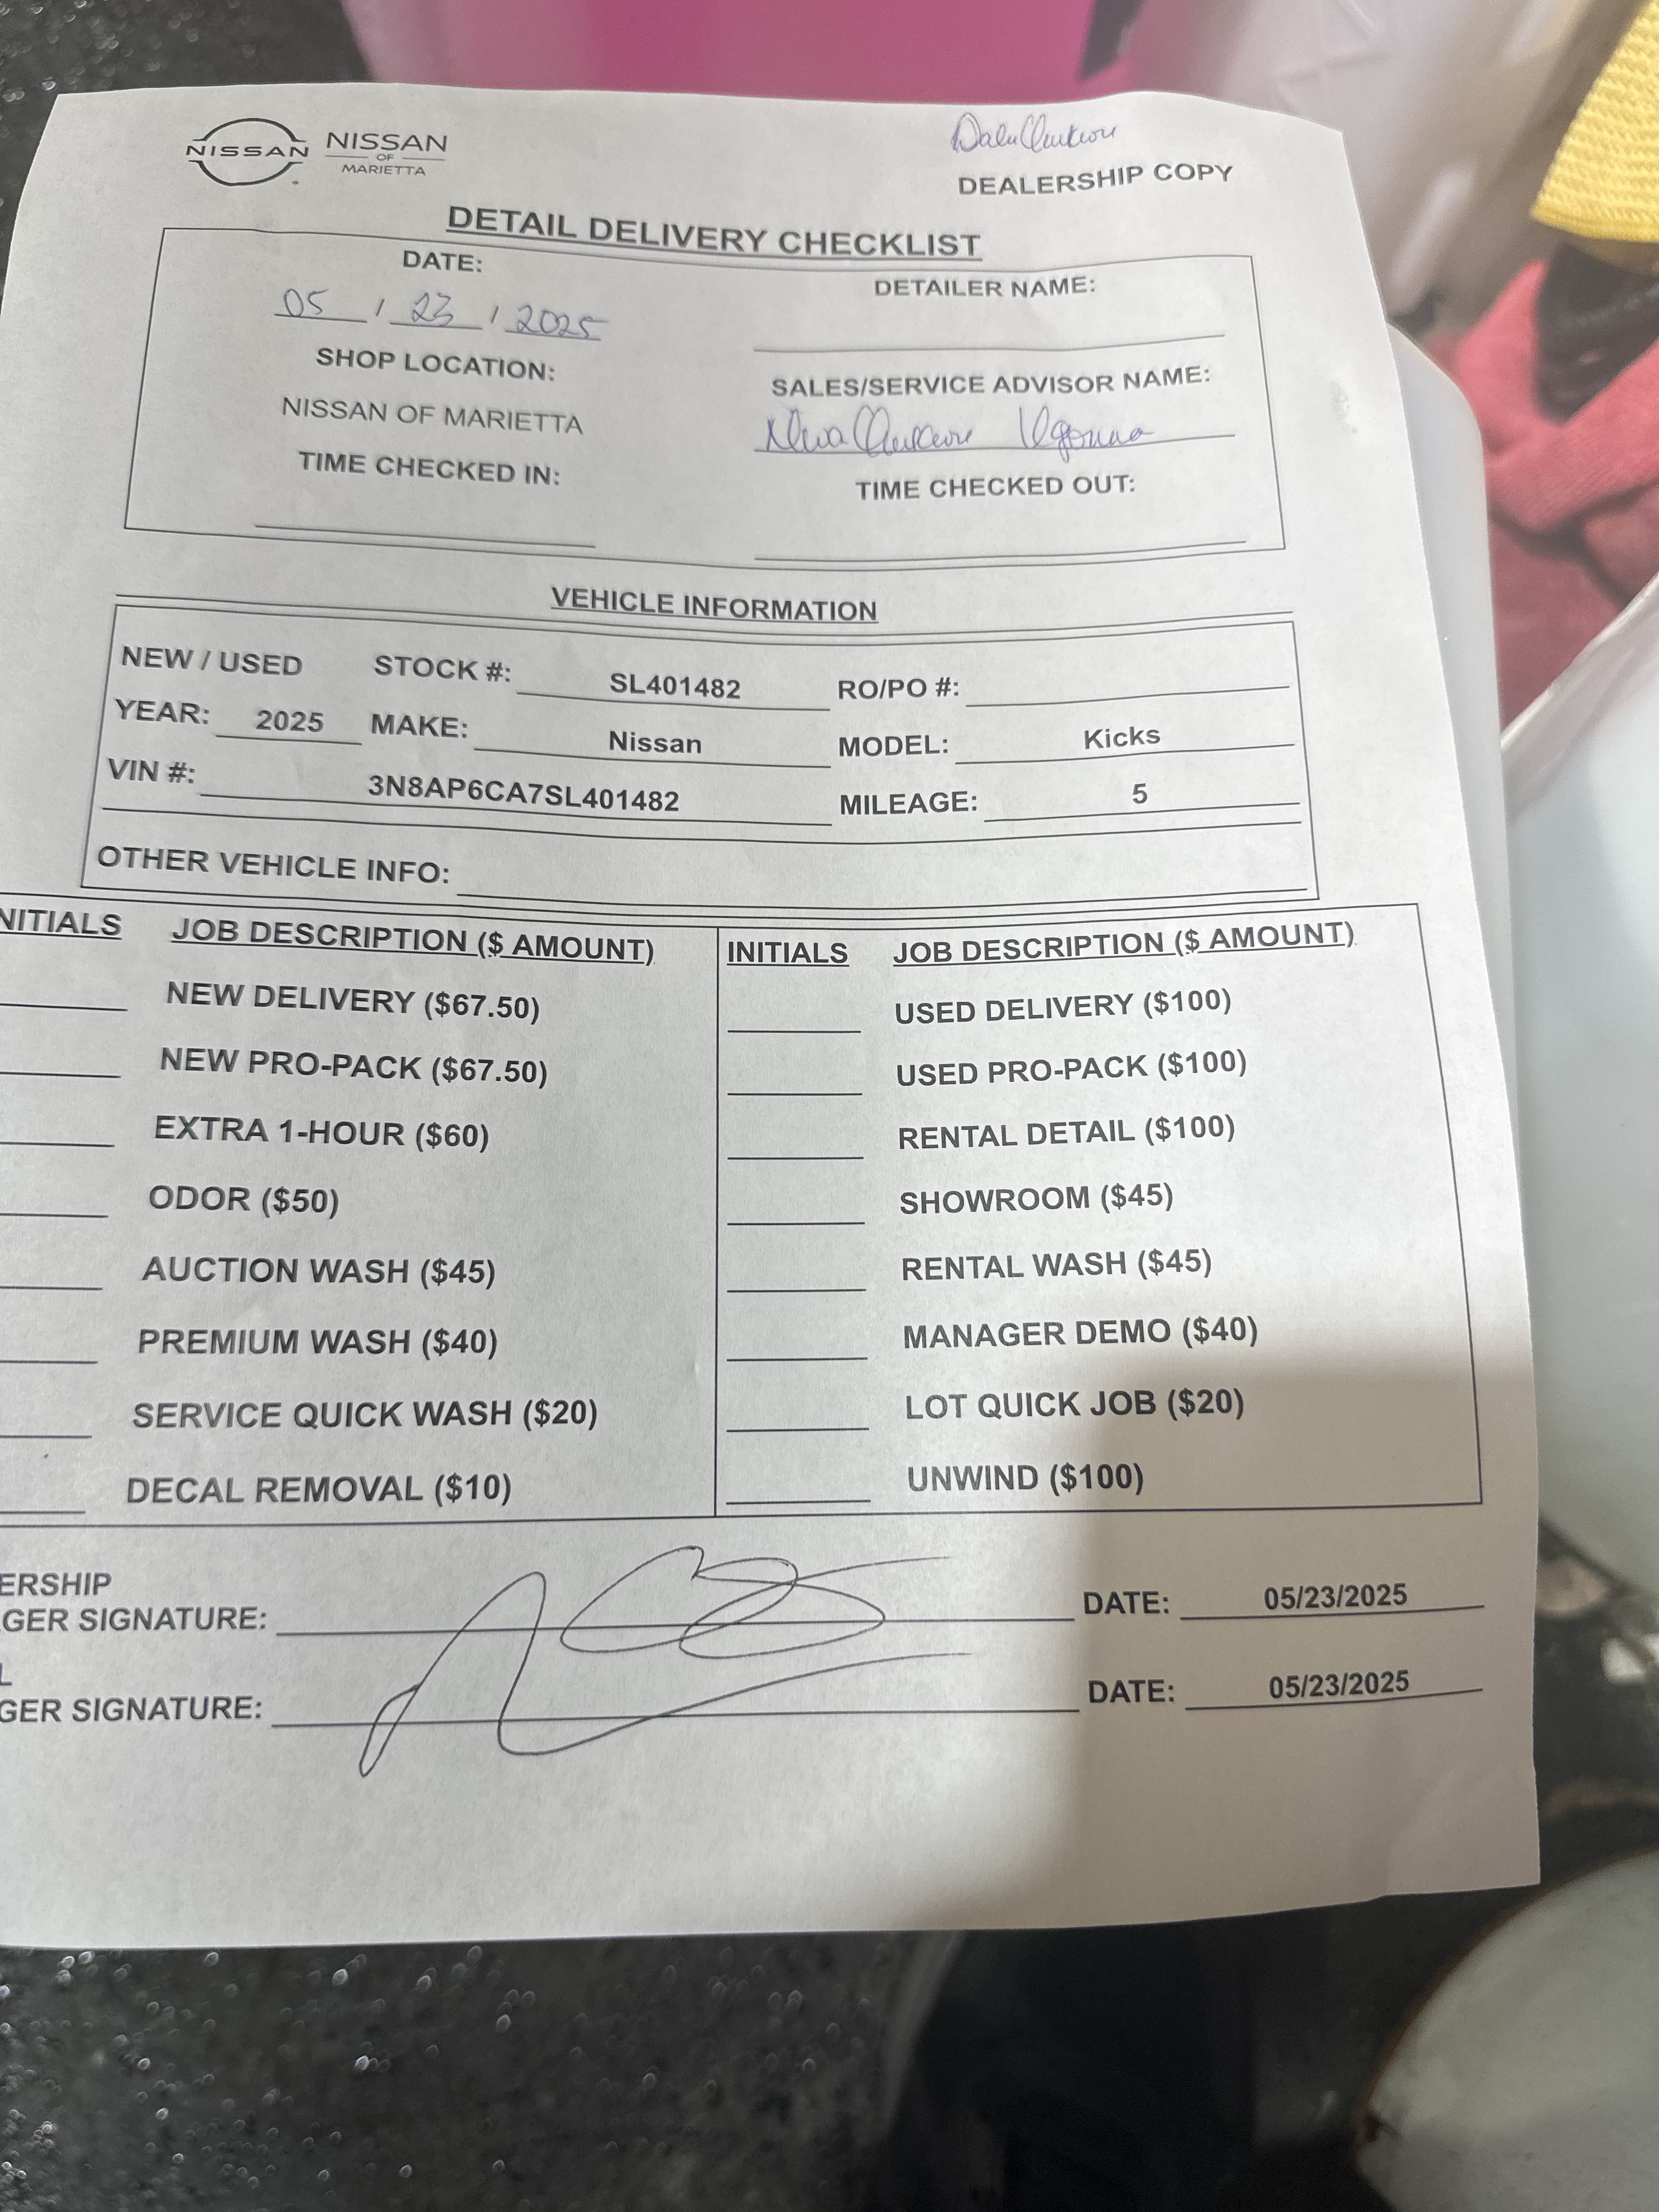 NISSAN
NISSAN
OF
MARIETTA
DEALERSHIP COPY
DETAIL DELIVERY CHECKLIST
DATE:
05 / 23 / 2025
DETAILER NAME:
SHOP LOCATION:
NISSAN OF MARIETTA
SALES/SERVICE ADVISOR NAME:
TIME CHECKED IN:
TIME CHECKED OUT:
VEHICLE INFORMATION
NEW / USED STOCK #: SL401482 RO/PO #:
YEAR: 2025 MAKE: Nissan MODEL: Kicks
VIN #: 3N8AP6CA7SL401482 MILEAGE: 5
OTHER VEHICLE INFO:
NITIALS JOB DESCRIPTION ($ AMOUNT) INITIALS JOB DESCRIPTION ($ AMOUNT)
NEW DELIVERY ($67.50) USED DELIVERY ($100)
NEW PRO-PACK ($67.50) USED PRO-PACK ($100)
EXTRA 1-HOUR ($60) RENTAL DETAIL ($100)
ODOR ($50) SHOWROOM ($45)
AUCTION WASH ($45) RENTAL WASH ($45)
PREMIUM WASH ($40) MANAGER DEMO ($40)
SERVICE QUICK WASH ($20) LOT QUICK JOB ($20)
DECAL REMOVAL ($10) UNWIND ($100)
ERSHIP
GER SIGNATURE: DATE: 05/23/2025
L
GER SIGNATURE: DATE: 05/23/2025